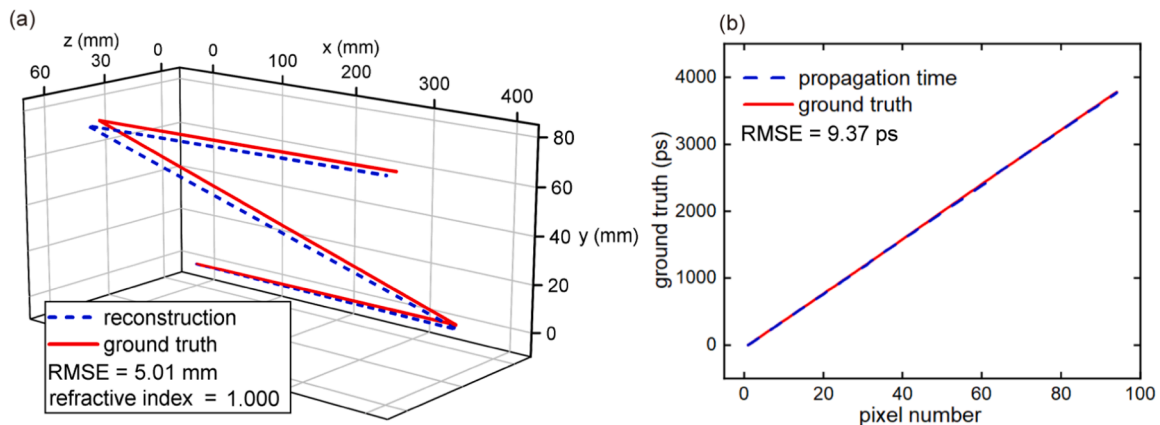 (a)
z (mm)
x (mm)
60
30
0
0
100
200
300
400
80
60
40
y (mm)
20
0
reconstruction
ground truth
RMSE = 5.01 mm
refractive index = 1.000
(b)
4000
3000
2000
1000
0
ground truth (ps)
propagation time
ground truth
RMSE = 9.37 ps
0
20
40
60
80
100
pixel number